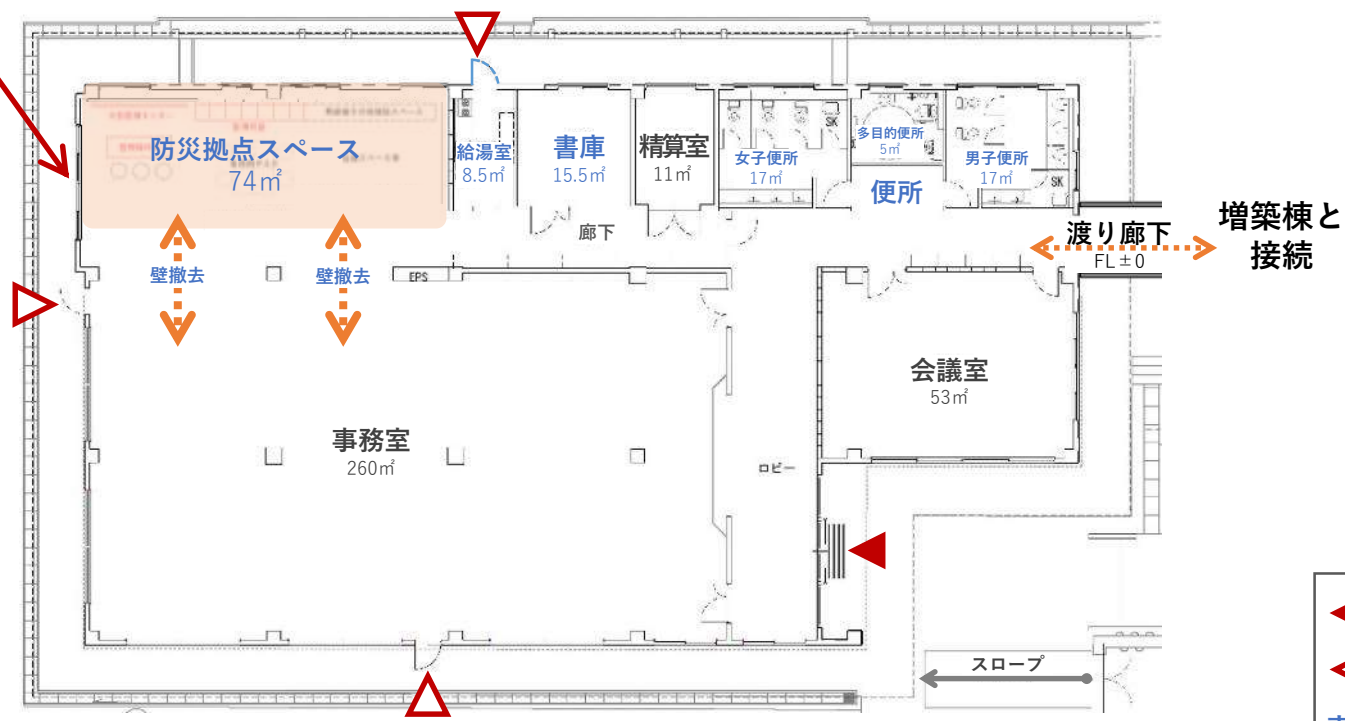 防災拠点スペース
74㎡
給湯室
8.5㎡
書庫
15.5㎡
精算室
11㎡
女子便所
17㎡
SK
多目的便所
5㎡
男子便所
17㎡
SK
便所
廊下
渡り廊下
FL±0
増築棟と
接続
壁撤去
壁撤去
EPS
会議室
53㎡
事務室
260㎡
ロビー
スロープ